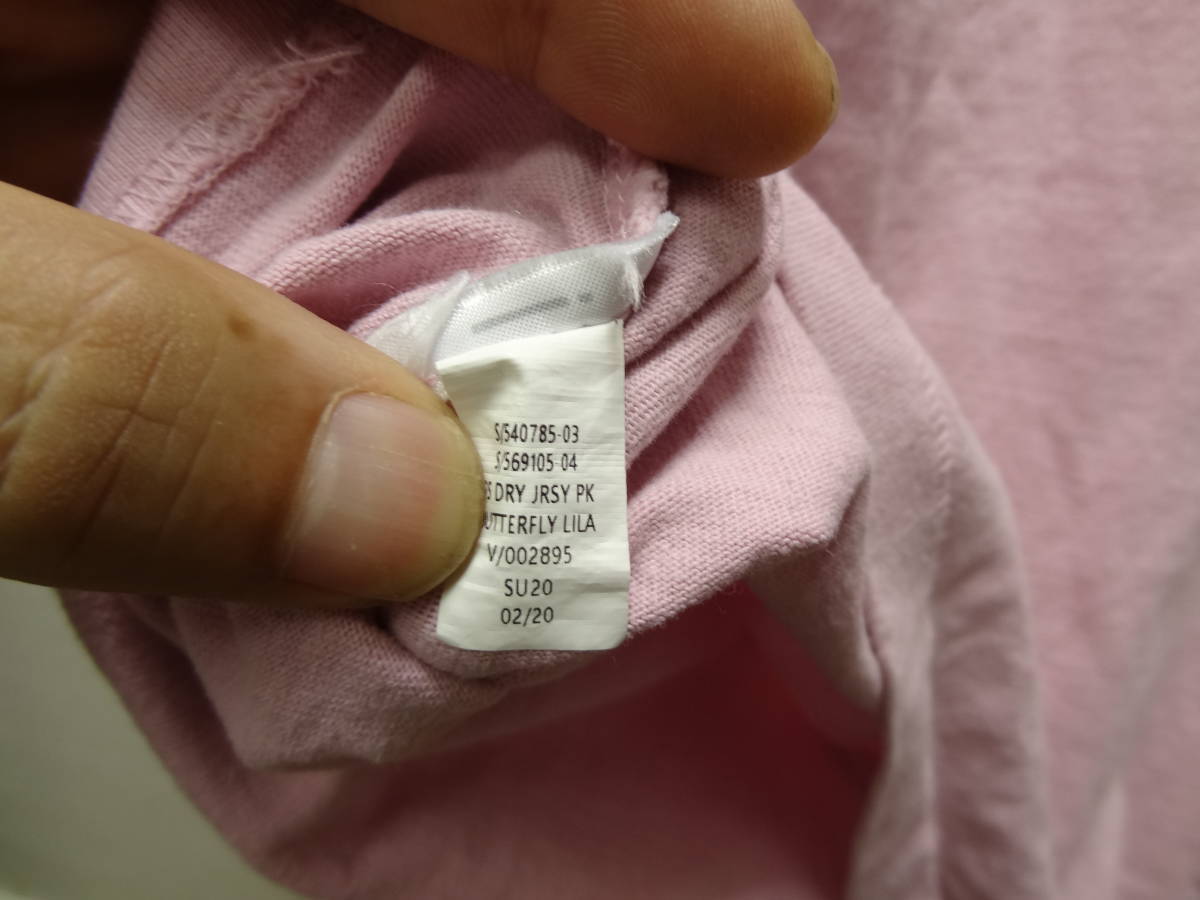 S/540785-03
S/569105-04
DRY JRSY PK
UTTERFLY LILA
V/002895
SU20
02/20